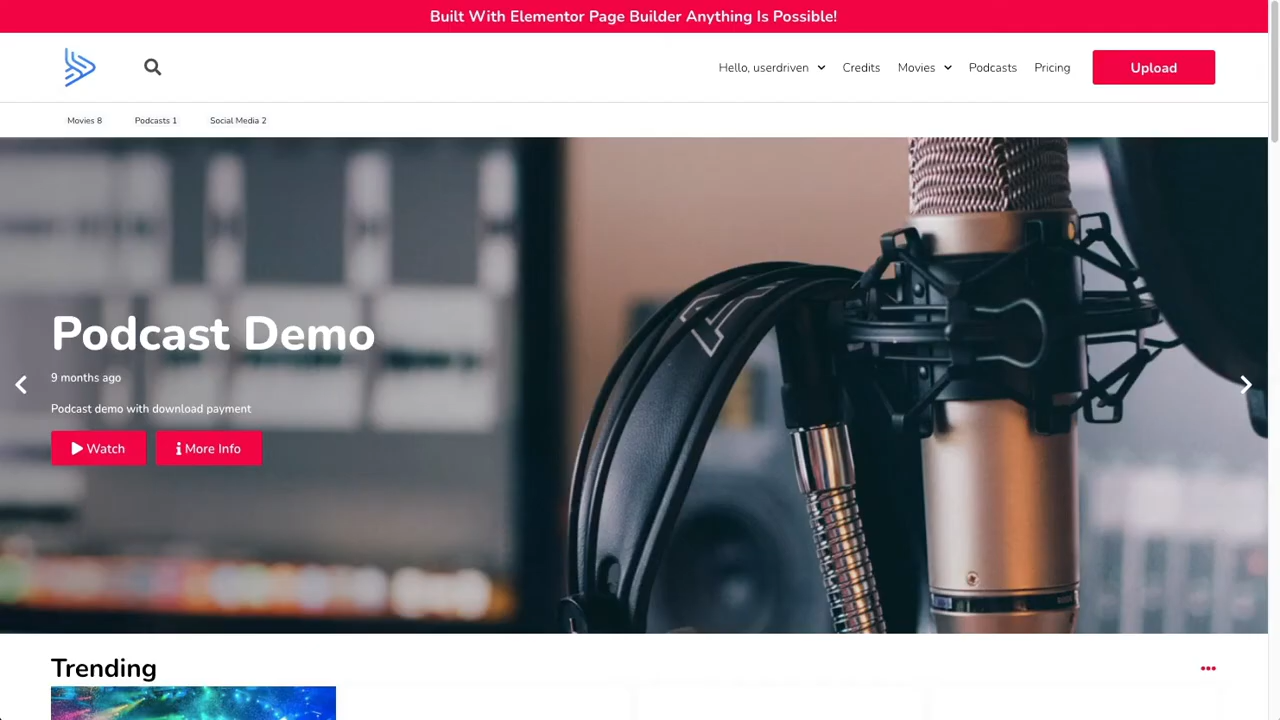 Built With Elementor Page Builder Anything Is Possible!
Hello, userdriven
Credits
Movies
Podcasts
Pricing
Upload
Movies 8
Podcasts 1
Social Media 2
Podcast Demo
9 months ago
Podcast demo with download payment
Watch
More Info
Trending